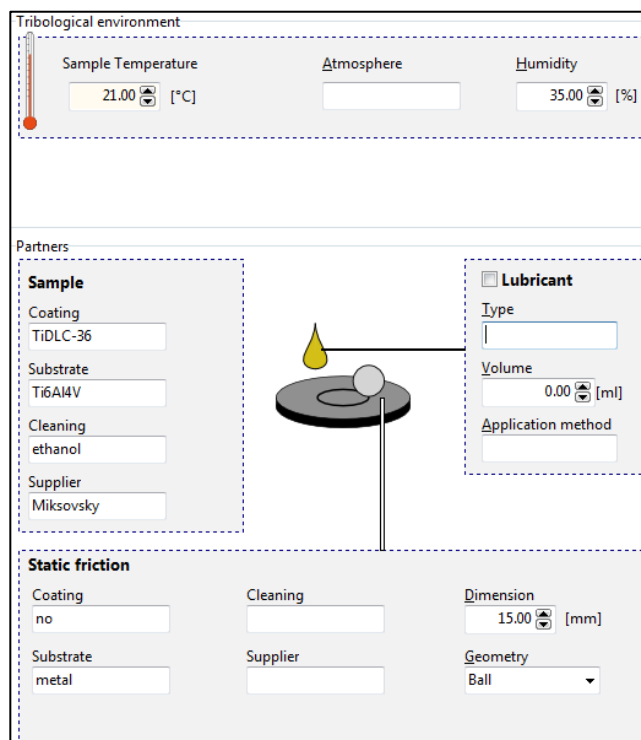 Tribological environment
Sample Temperature Atmosphere Humidity
21.00 [°C] 35.00 [%]
Partners
Sample
Coating
TiDLC-36
Substrate
Ti6Al4V
Cleaning
ethanol
Supplier
Miksovsky
Lubricant
Type
Volume
0.00 [ml]
Application method
Static friction
Coating Cleaning Dimension
no 15.00 [mm]
Substrate Supplier Geometry
metal Ball